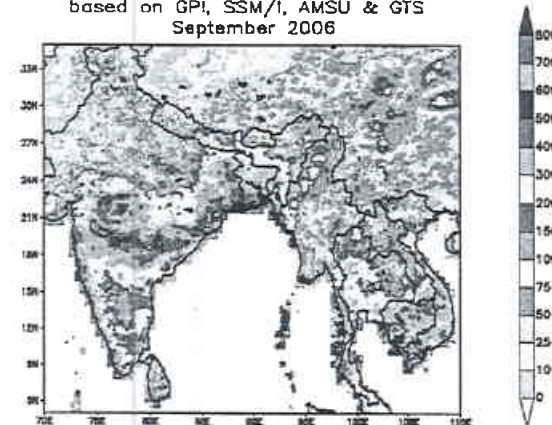 based on GPI, SSM/I, AMSU & GTS
September 2006
33N
30N
27N
24N
21N
18N
15N
12N
9N
6N
70E 75E 80E 85E 90E 95E 100E 105E 110E
800
700
600
500
400
300
200
150
100
75
50
25
10
0